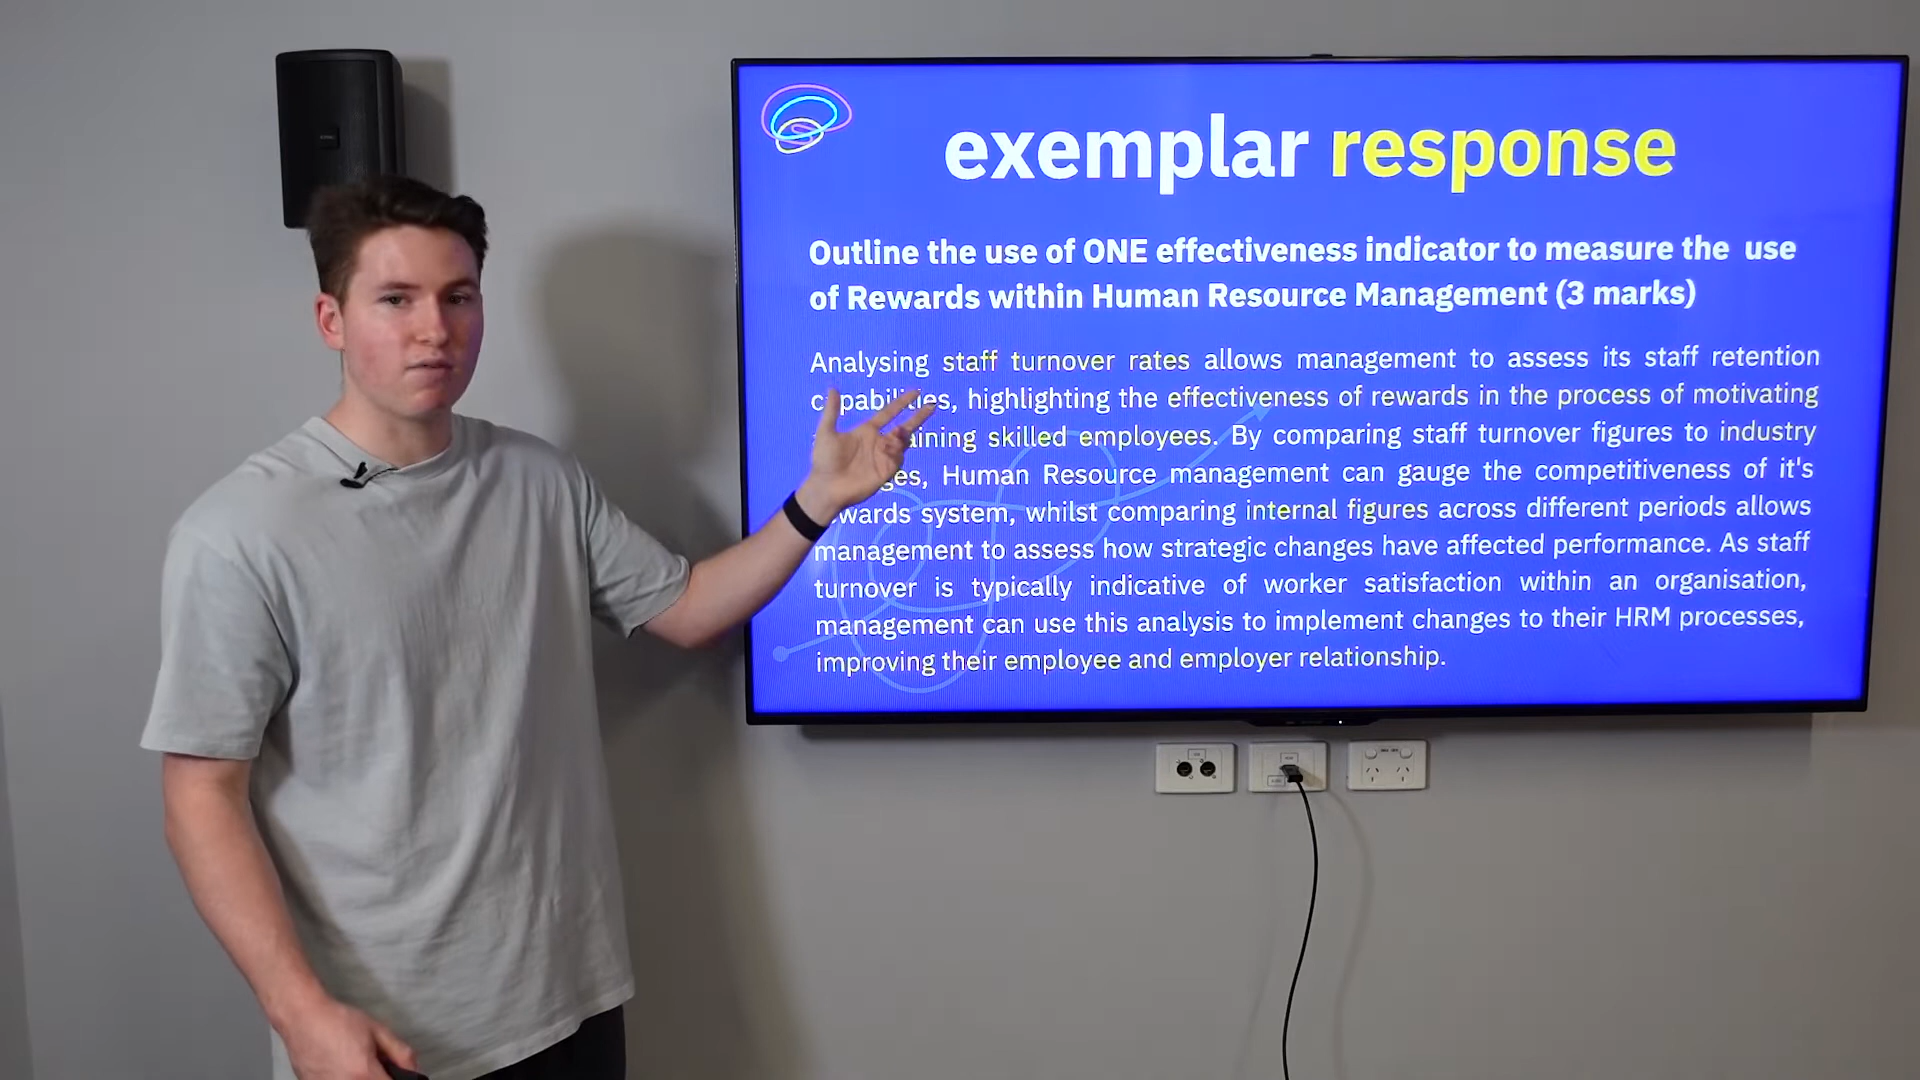 exemplar response
Outline the use of ONE effectiveness indicator to measure the use
of Rewards within Human Resource Management (3 marks)
Analysing staff turnover rates allows management to assess its staff retention
capabilities, highlighting the effectiveness of rewards in the process of motivating
skilled employees. By comparing staff turnover figures to industry
Human Resource management can gauge the competitiveness of it's
rewards system, whilst comparing internal figures across different periods allows
management to assess how strategic changes have affected performance. As staff
turnover is typically indicative of worker satisfaction within an organisation,
management can use this analysis to implement changes to their HRM processes,
improving their employee and employer relationship.